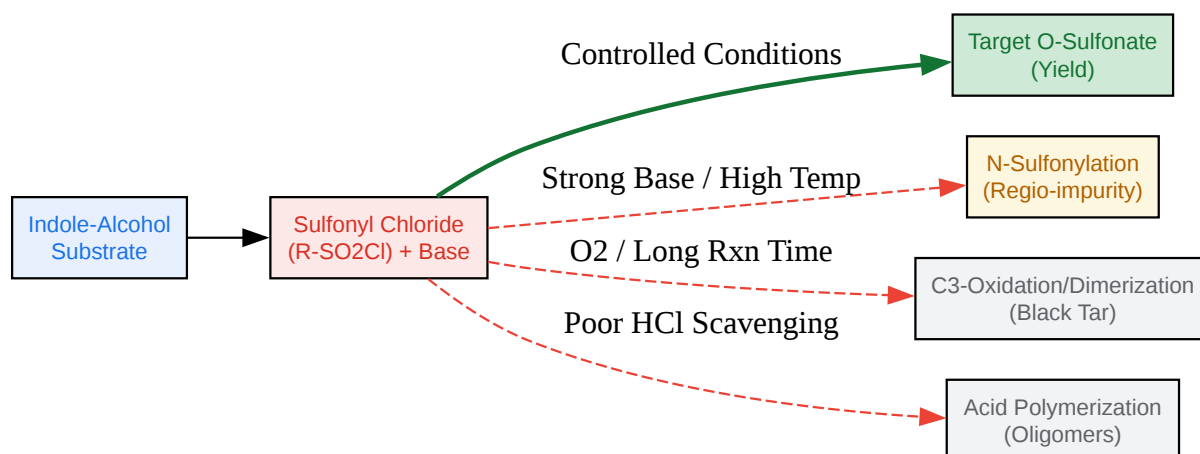 Indole-Alcohol
Substrate
Sulfonyl Chloride
(R-SO2Cl) + Base
Controlled Conditions
Target O-Sulfonate
(Yield)
Strong Base / High Temp
N-Sulfonylation
(Regio-impurity)
O2 / Long Rxn Time
C3-Oxidation/Dimerization
(Black Tar)
Poor HCl Scavenging
Acid Polymerization
(Oligomers)